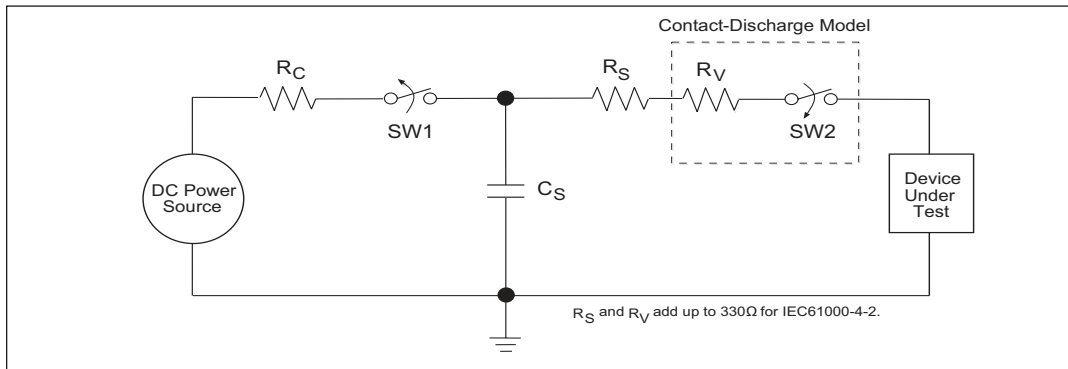 Contact-Discharge Model
RC
RS
RV
SW1
SW2
CS
DC Power
Source
Device
Under
Test
RS and RV add up to 330Ω for IEC61000-4-2.